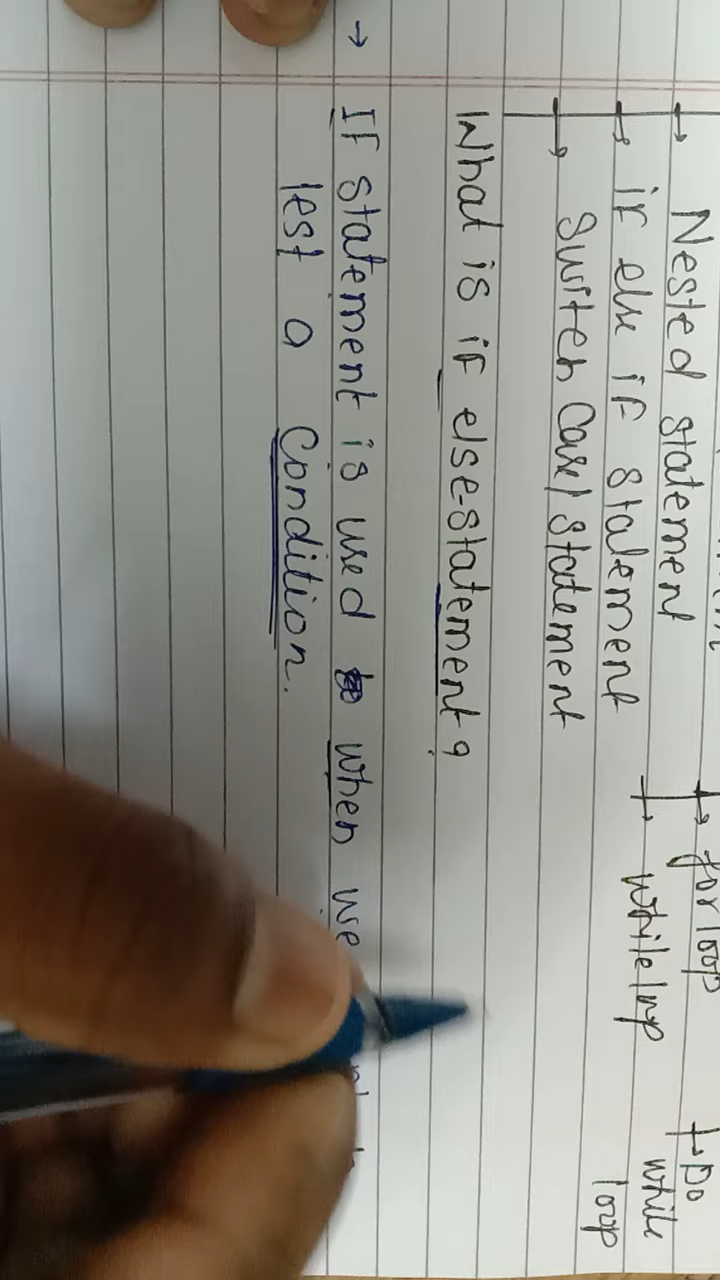 Nested statement
→ for loop
→ Do while loop
→ if else if statement
→ while loop
→ Switch Case/Statement
What is if else-statement?
→ If statement is used when we
test a Condition.